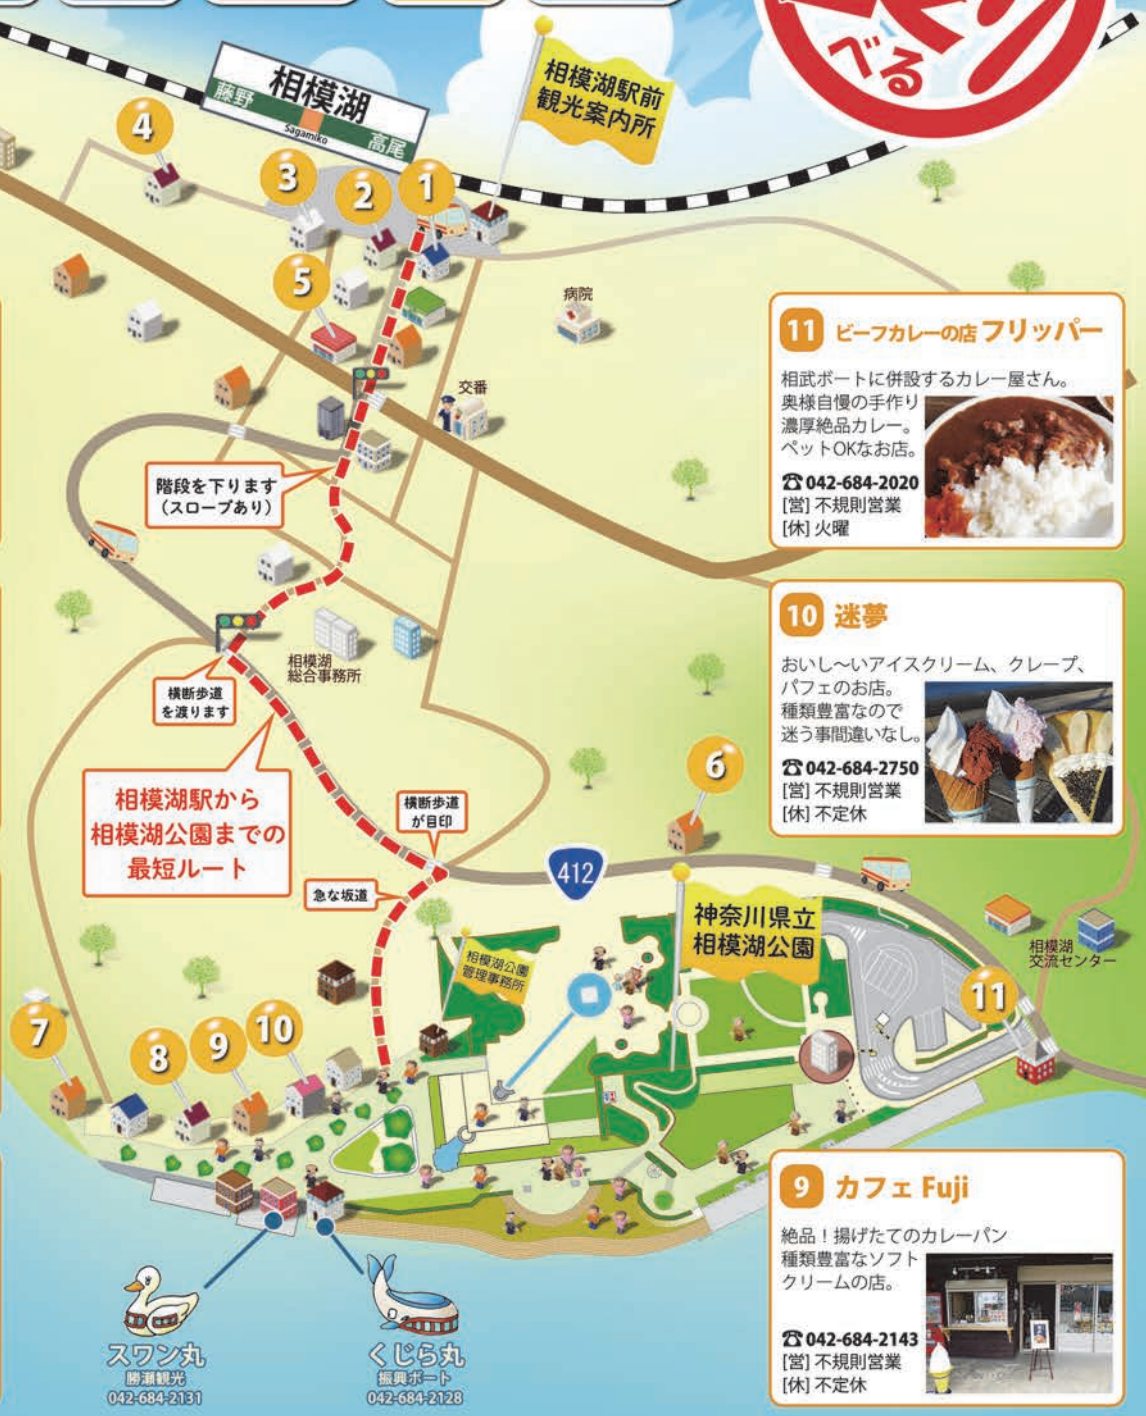 べる
相模湖
藤野
Sagamiko
高尾
相模湖駅前
観光案内所
4
3
2
1
5
病院
交番
階段を下ります
（スロープあり）
相模湖
総合事務所
横断歩道
を渡ります
相模湖駅から
相模湖公園までの
最短ルート
横断歩道
が目印
急な坂道
412
6
神奈川県立
相模湖公園
相模湖公園
管理事務所
相模湖
交流センター
7
8
9
10
11
スワン丸
勝瀬観光
042-684-2131
くじら丸
振興ボート
042-684-2128
11 ビーフカレーの店 フリッパー
相武ボートに併設するカレー屋さん。
奥様自慢の手作り
濃厚絶品カレー。
ペットOKなお店。
☎042-684-2020
[営] 不規則営業
[休] 火曜
10 迷夢
おいし〜いアイスクリーム、クレープ、
パフェのお店。
種類豊富なので
迷う事間違いなし。
☎042-684-2750
[営] 不規則営業
[休] 不定休
9 カフェ Fuji
絶品！揚げたてのカレーパン
種類豊富なソフト
クリームの店。
☎042-684-2143
[営] 不規則営業
[休] 不定休